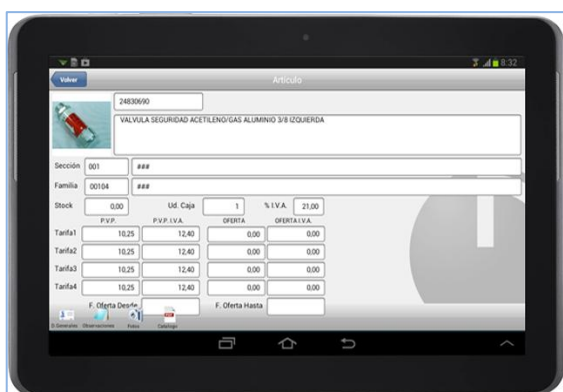 8:32
Volver
Artículo
24830690
VALVULA SEGURIDAD ACETILENO/GAS ALUMINIO 3/8 IZQUIERDA
Sección 001 ###
Familia 00104 ###
Stock 0,00 Ud. Caja 1 % I.V.A. 21,00
P.V.P. P.V.P. I.V.A. OFERTA OFERTA I.V.A.
Tarifa1 10,25 12,40 0,00 0,00
Tarifa2 10,25 12,40 0,00 0,00
Tarifa3 10,25 12,40 0,00 0,00
Tarifa4 10,25 12,40 0,00 0,00
F. Oferta Desde F. Oferta Hasta
D.Generales Observaciones Fotos Catálogo